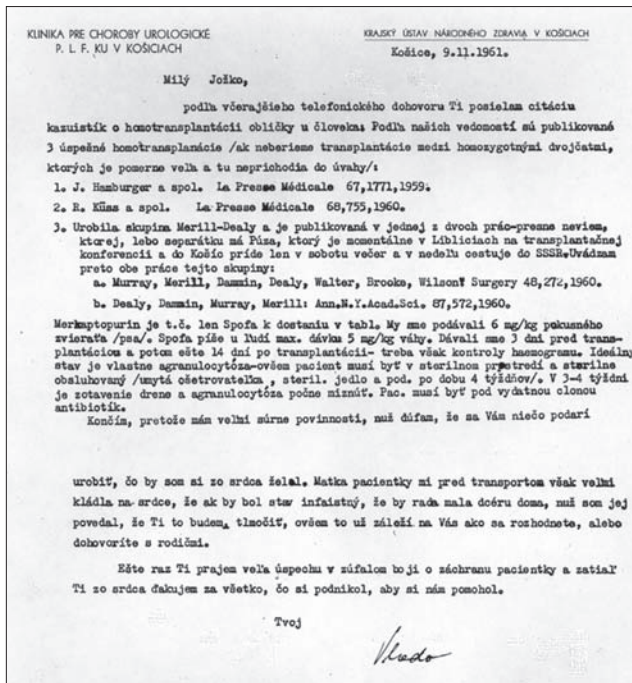 KLINIKA PRE CHOROBY UROLOGICKÉ
P. L. F. KU V KOŠICIACH
KRAJSKÝ ÚSTAV NÁRODNÉHO ZDRAVIA V KOŠICIACH
Košice, 9.11.1961.
Milý Joško,
podľa včerajšieho telefonického dohovoru Ti posielam citáciu
kazuistík o homotransplantácii obličky u človeka: Podľa našich vedomostí sú publikované
3 úspešné homotransplanácie /ak neberieme transplantácie medzi homozygotnými dvojčatmi,
ktorých je pomerne veľa a tu neprichodia do úvahy/:
1. J. Hamburger a spol. La Presse Médicale 67,1771,1959.
2. R. Küss a spol. La Presse Médicale 68,755,1960.
3. Urobila skupina Merill-Dealy a je publikovaná v jednej z dvoch prác-presne neviem,
ktorej, lebo separátku má Púza, ktorý je momentálne v Libliciach na transplantačnej
konferencii a do Košíc príde len v sobotu večer a v nedeľu cestuje do SSSR.Uvádzam
preto obe práce tejto skupiny:
a. Murray, Merill, Dammin, Dealy, Walter, Brooke, Wilson: Surgery 48,272,1960.
b. Dealy, Dammin, Murray, Merill: Ann.N.Y.Acad.Sci. 87,572,1960.
Merkaptopurin je t.č. len Spofa k dostaniu v tabl. My sme podávali 6 mg/kg pokusného
zvieraťa /psa/. Spofa píše u ľudí max. dávku 5 mg/kg váhy. Dávali sme 3 dni pred trans-
plantáciou a potom ešte 14 dni po transplantácii- treba však kontroly haemogramu. Ideálny
stav je vlastne agranulocytóza-ovšem pacient musí byť v sterilnom prostredí a sterilne
obsluhovaný /umytá ošetrovateľka, steril. jedlo a pod. po dobu 4 týždňov/. V 3-4 týždni
je zotavenie drene a agranulocytóza počne miznúť. Pac. musí byť pod vydatnou clonou
antibiotík.
Končím, pretože mám veľmi súrne povinnosti, nuž dúfam, že sa Vám niečo podarí
urobiť, čo by som si zo srdca želal. Matka pacientky mi pred transportom však veľmi
kládla na srdce, že ak by bol stav infaistný, že by rada mala dcéru doma, nuž som jej
povedal, že Ti to budem tlmočiť, ovšem to už záleží na Vás ako sa rozhodnete, alebo
dohovoríte s rodičmi.
Ešte raz Ti prajem veľa úspechu v zúfalom boji o záchranu pacientky a zatiaľ
Ti zo srdca ďakujem za všetko, čo si podnikol, aby si nám pomohol.
Tvoj
Vlado